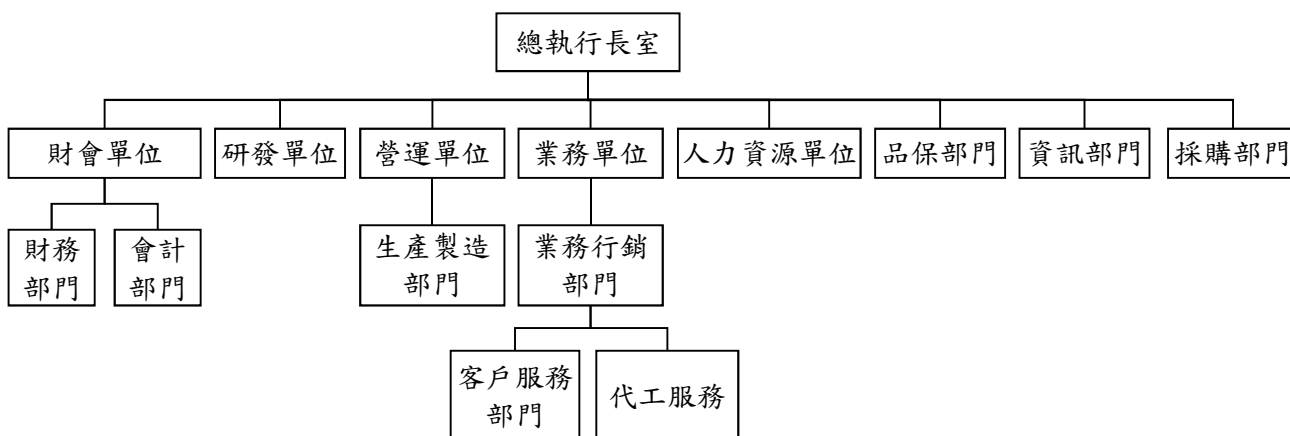 總執行長室
財會單位
研發單位
營運單位
業務單位
人力資源單位
品保部門
資訊部門
採購部門
財務
部門
會計
部門
生產製造
部門
業務行銷
部門
客戶服務
部門
代工服務